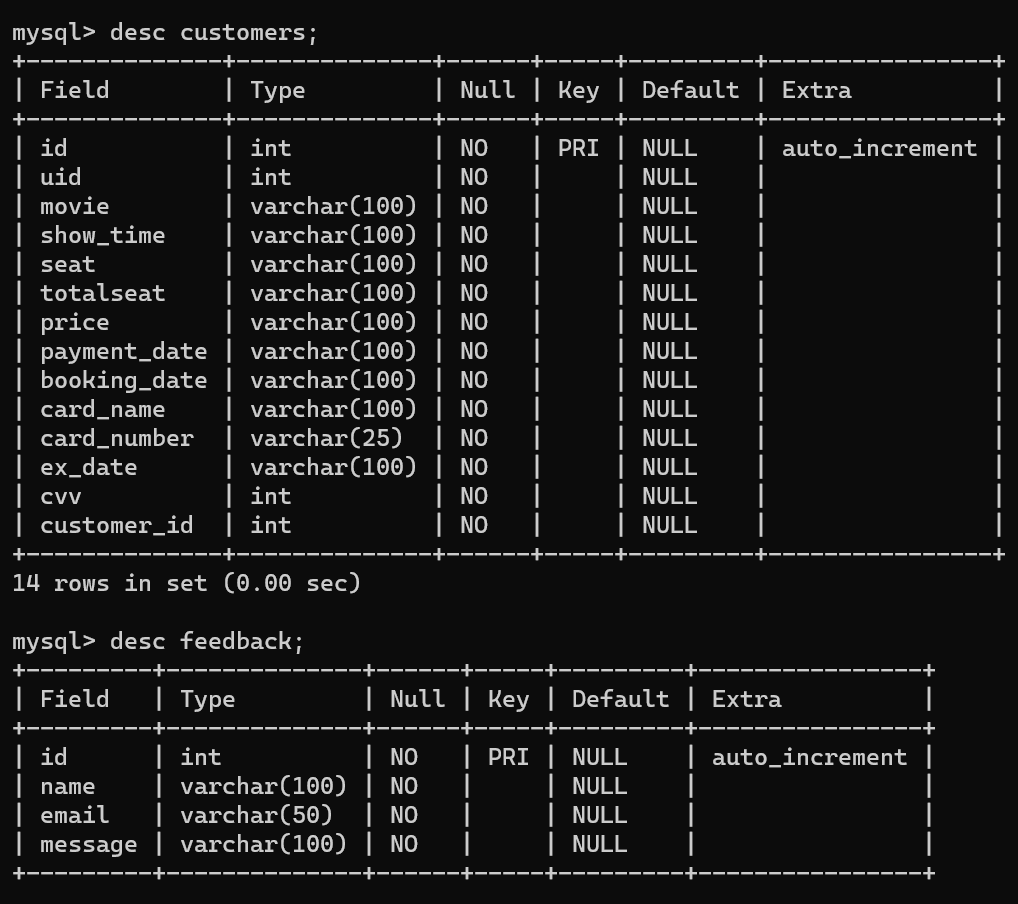 mysql> desc customers;
+--------------+--------------+------+-----+---------+----------------+
| Field        | Type         | Null | Key | Default | Extra          |
+--------------+--------------+------+-----+---------+----------------+
| id           | int          | NO   | PRI | NULL    | auto_increment |
| uid          | int          | NO   |     | NULL    |                |
| movie        | varchar(100) | NO   |     | NULL    |                |
| show_time    | varchar(100) | NO   |     | NULL    |                |
| seat         | varchar(100) | NO   |     | NULL    |                |
| totalseat    | varchar(100) | NO   |     | NULL    |                |
| price        | varchar(100) | NO   |     | NULL    |                |
| payment_date | varchar(100) | NO   |     | NULL    |                |
| booking_date | varchar(100) | NO   |     | NULL    |                |
| card_name    | varchar(100) | NO   |     | NULL    |                |
| card_number  | varchar(25)  | NO   |     | NULL    |                |
| ex_date      | varchar(100) | NO   |     | NULL    |                |
| cvv          | int          | NO   |     | NULL    |                |
| customer_id  | int          | NO   |     | NULL    |                |
+--------------+--------------+------+-----+---------+----------------+
14 rows in set (0.00 sec)

mysql> desc feedback;
+---------+--------------+------+-----+---------+----------------+
| Field   | Type         | Null | Key | Default | Extra          |
+---------+--------------+------+-----+---------+----------------+
| id      | int          | NO   | PRI | NULL    | auto_increment |
| name    | varchar(100) | NO   |     | NULL    |                |
| email   | varchar(50)  | NO   |     | NULL    |                |
| message | varchar(100) | NO   |     | NULL    |                |
+---------+--------------+------+-----+---------+----------------+